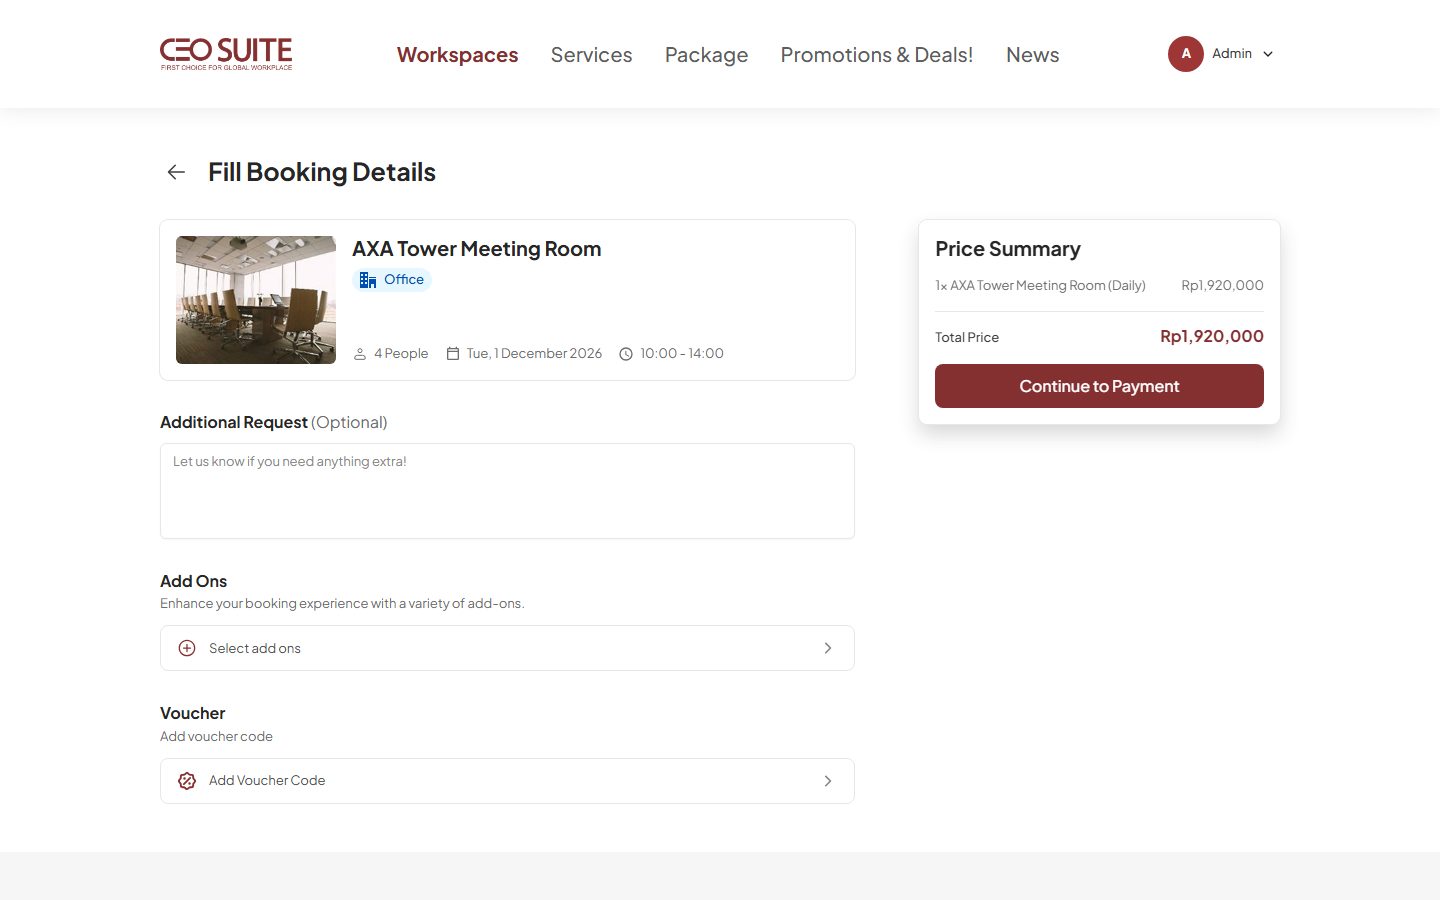 CEO SUITE
FIRST CHOICE FOR GLOBAL WORKPLACE
Workspaces
Services
Package
Promotions & Deals!
News
A
Admin
Fill Booking Details
AXA Tower Meeting Room
Office
4 People
Tue, 1 December 2026
10:00 - 14:00
Additional Request (Optional)
Let us know if you need anything extra!
Add Ons
Enhance your booking experience with a variety of add-ons.
Select add ons
Voucher
Add voucher code
Add Voucher Code
Price Summary
1x AXA Tower Meeting Room (Daily) Rp1,920,000
Total Price Rp1,920,000
Continue to Payment